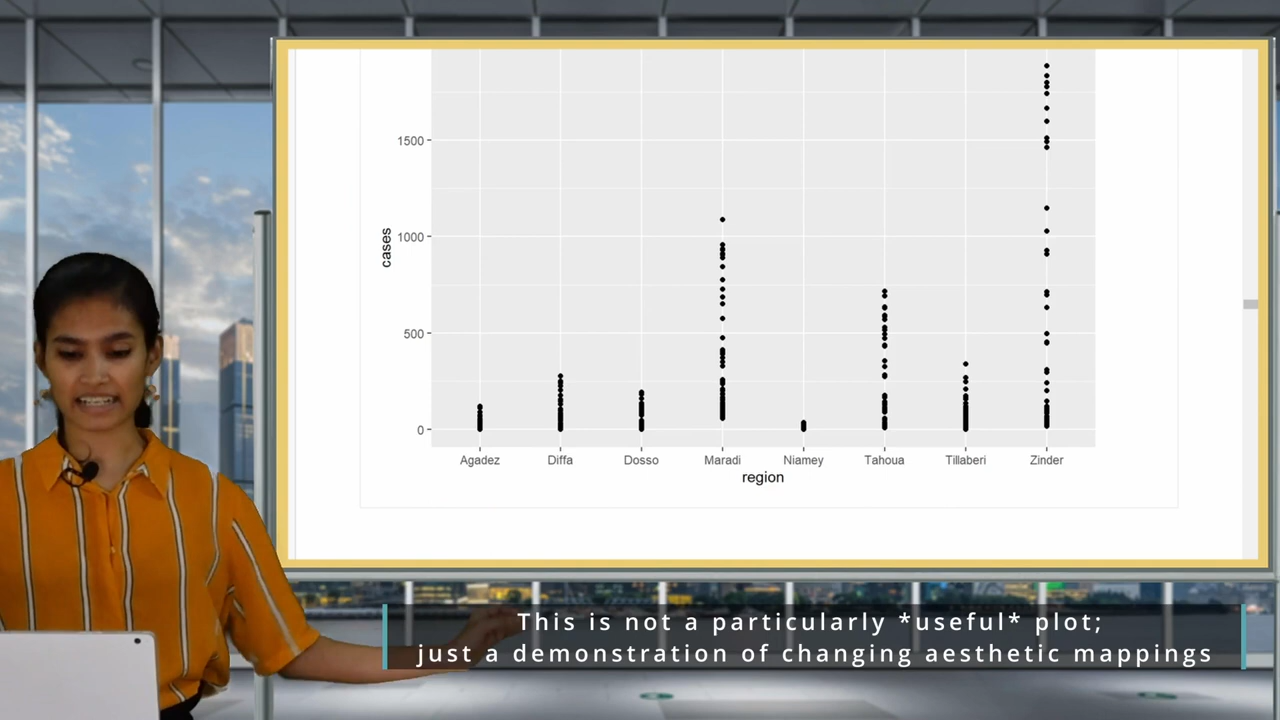 1500
1000
500
0
cases
Agadez Diffa Dosso Maradi Niamey Tahoua Tillaberi Zinder
region
This is not a particularly *useful* plot;
just a demonstration of changing aesthetic mappings